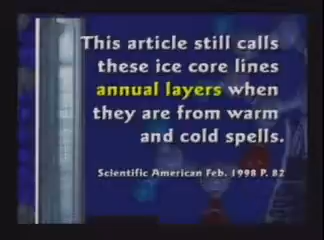 This article still calls
these ice core lines
annual layers when
they are from warm
and cold spells.
Scientific American Feb. 1998 P. 82